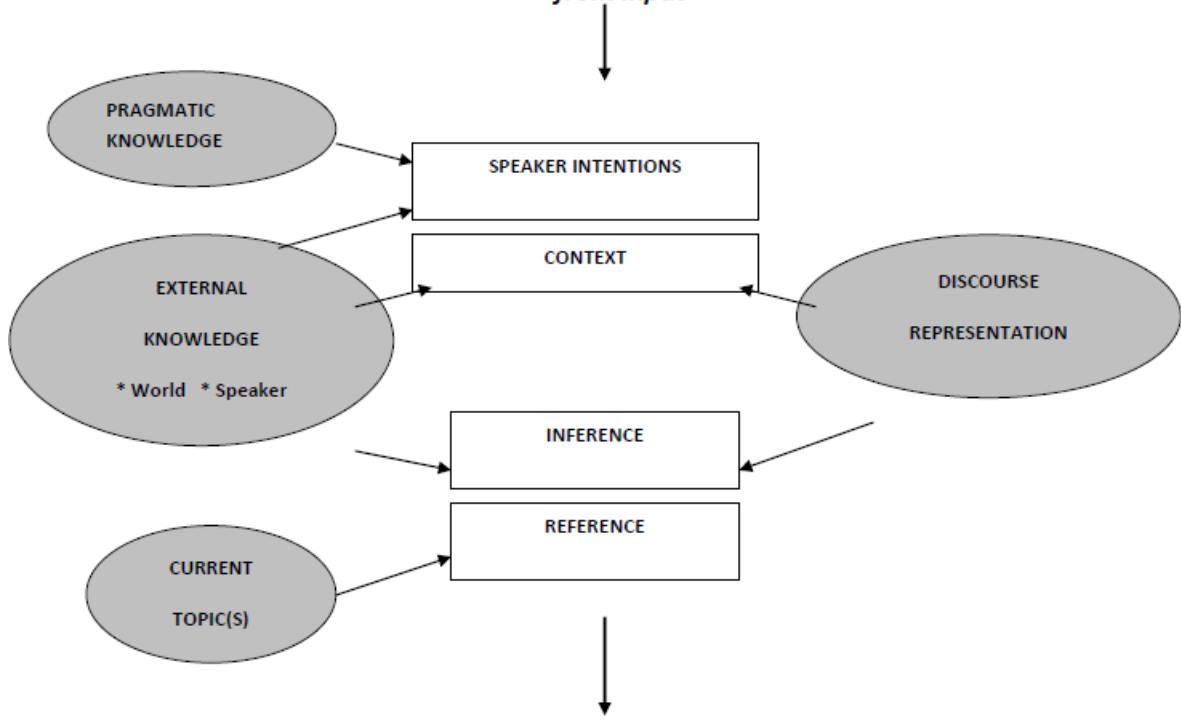 PRAGMATIC
KNOWLEDGE
SPEAKER INTENTIONS
CONTEXT
EXTERNAL
KNOWLEDGE
* World * Speaker
DISCOURSE
REPRESENTATION
INFERENCE
REFERENCE
CURRENT
TOPIC(S)